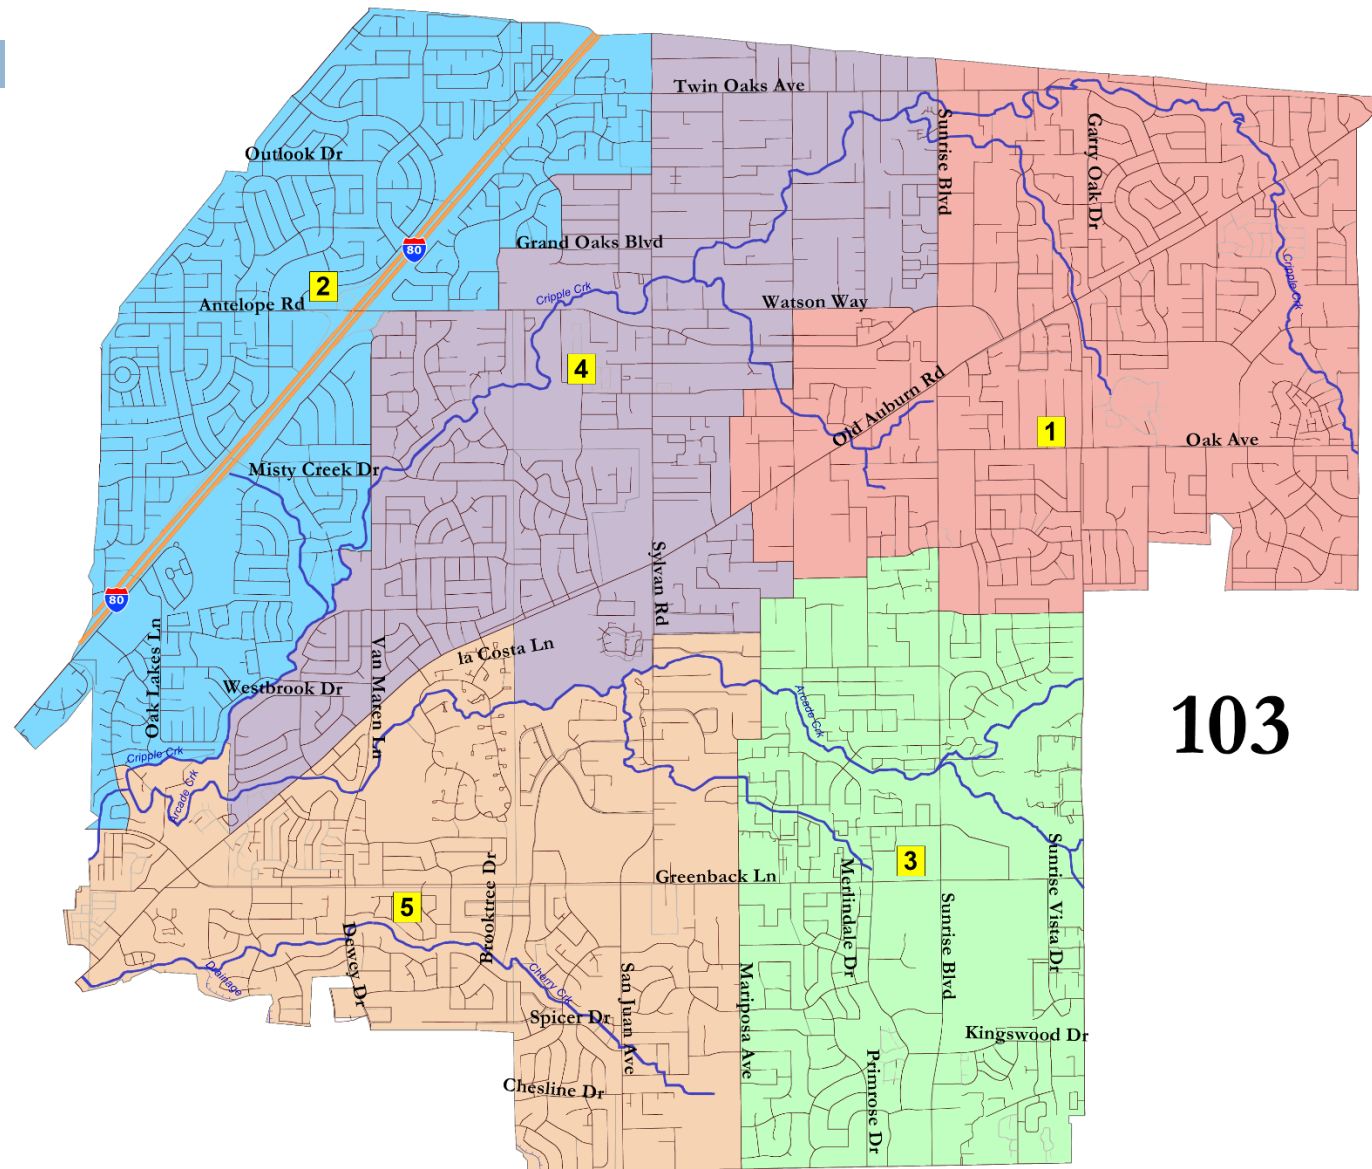 Twin Oaks Ave
Outlook Dr
Sunrise Blvd
Garry Oak Dr
80
Grand Oaks Blvd
Cripple Crk
Cripple Crk
2
Antelope Rd
Watson Way
4
Old Auburn Rd
1
Oak Ave
Misty Creek Dr
80
Sylvan Rd
la Costa Ln
Oak Lakes Ln
Van Maren Ln
Westbrook Dr
Arcade Crk
103
Cripple Crk
Arcade Crk
3
Greenback Ln
Merlindale Dr
Sunrise Vista Dr
5
Brooktree Dr
Sunrise Blvd
Dewey Dr
Drainage
Cherry Crk
San Juan Ave
Mariposa Ave
Spicer Dr
Kingswood Dr
Primrose Dr
Chesline Dr